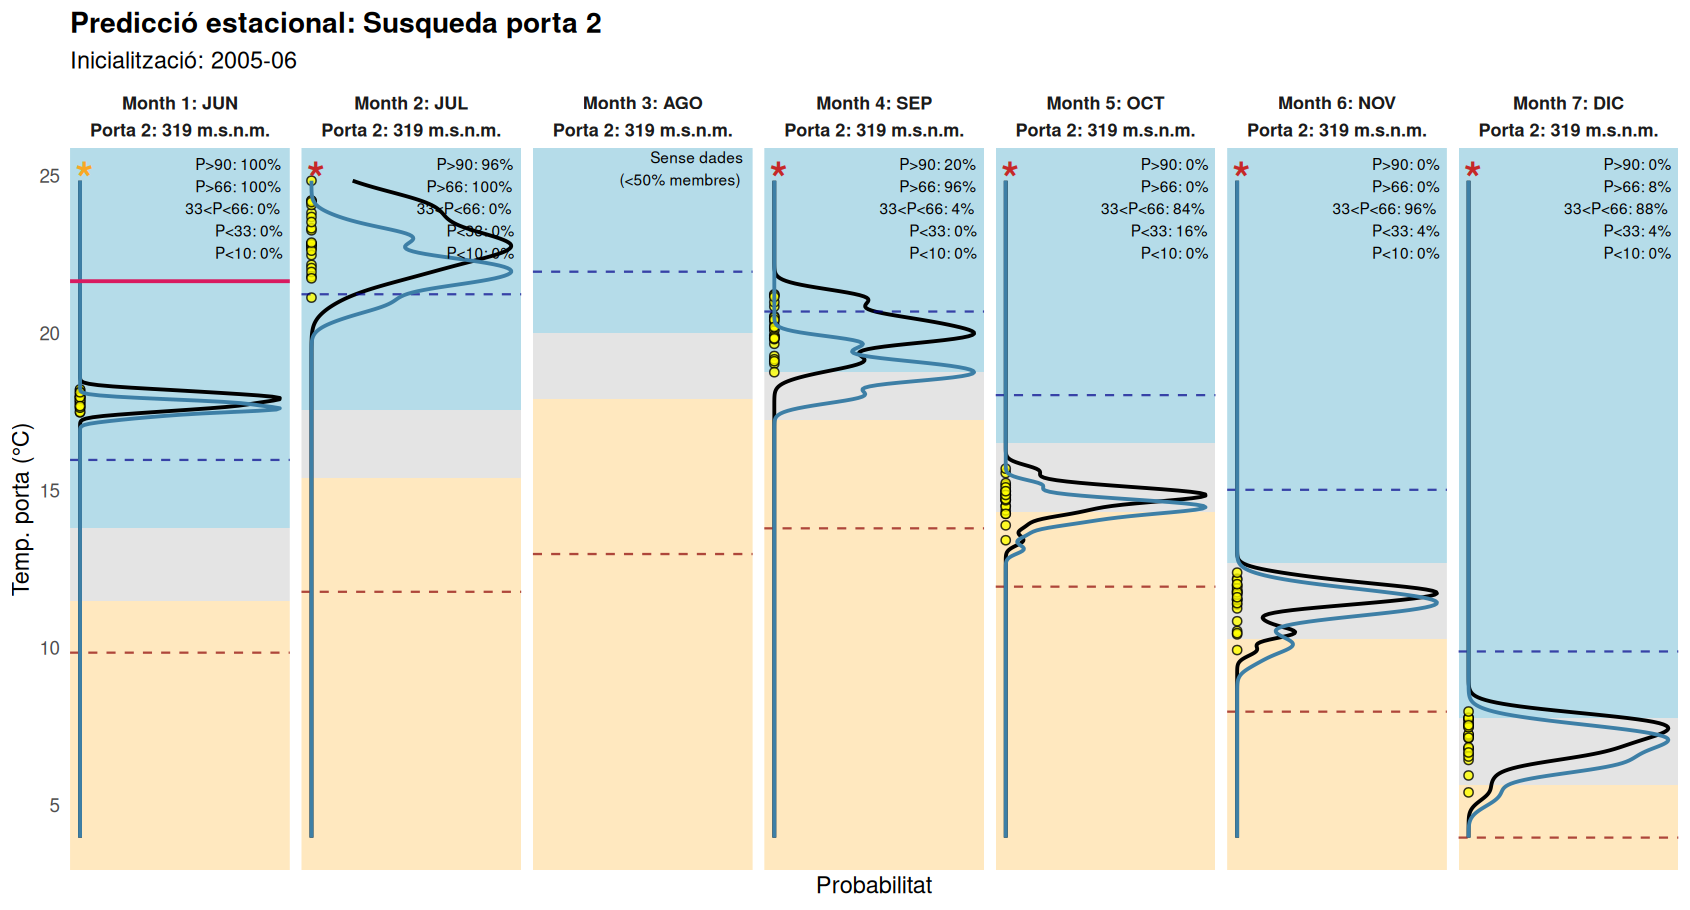 Predicció estacional: Susqueda porta 2
Inicialització: 2005-06
Month 1: JUN
Porta 2: 319 m.s.n.m.
Month 2: JUL
Porta 2: 319 m.s.n.m.
Month 3: AGO
Porta 2: 319 m.s.n.m.
Month 4: SEP
Porta 2: 319 m.s.n.m.
Month 5: OCT
Porta 2: 319 m.s.n.m.
Month 6: NOV
Porta 2: 319 m.s.n.m.
Month 7: DIC
Porta 2: 319 m.s.n.m.
*
P>90: 100%
P>66: 100%
33<P<66: 0%
P<33: 0%
P<10: 0%
*
P>90: 96%
P>66: 100%
33<P<66: 0%
P<33: 0%
P<10: 0%
Sense dades
(<50% membres)
*
P>90: 20%
P>66: 96%
33<P<66: 4%
P<33: 0%
P<10: 0%
*
P>90: 0%
P>66: 0%
33<P<66: 84%
P<33: 16%
P<10: 0%
*
P>90: 0%
P>66: 0%
33<P<66: 96%
P<33: 4%
P<10: 0%
*
P>90: 0%
P>66: 8%
33<P<66: 88%
P<33: 4%
P<10: 0%
25
20
15
10
5
Temp. porta (°C)
Probabilitat